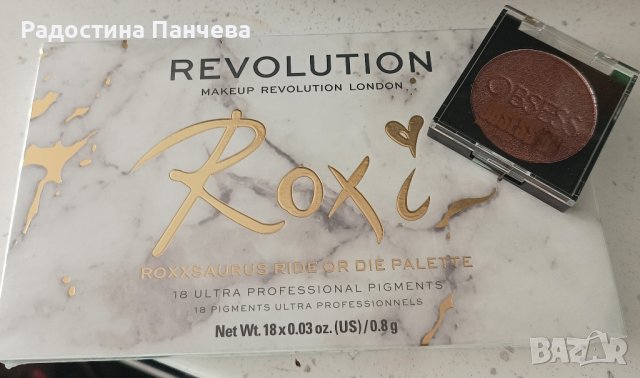 Радостина Панчева
REVOLUTION
MAKEUP REVOLUTION LONDON
Roxi
ROXXSAURUS RIDE OR DIE PALETTE
18 ULTRA PROFESSIONAL PIGMENTS
18 PIGMENTS ULTRA PROFESSIONNELS
Net Wt. 18 x 0.03 oz. (US) / 0.8 g
OBSESS
BAZAR